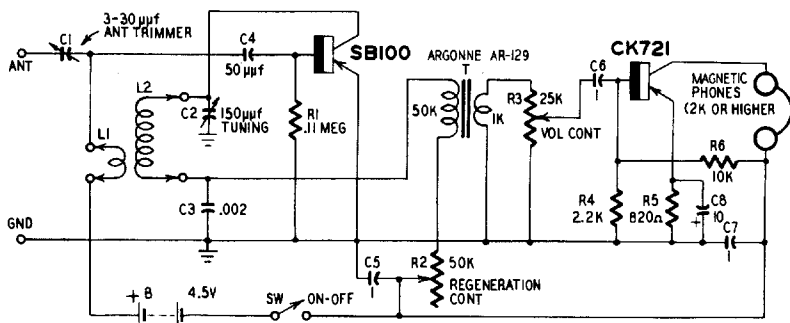 3-30 µµf
ANT TRIMMER
C1
ANT
C4
50 µµf
SB100
ARGONNE AR-129
T
C6
1
CK721
MAGNETIC
PHONES
(2K OR HIGHER
L2
C2
150µµf
TUNING
R1
.11 MEG
50K
1K
R3
25K
VOL CONT
L1
R6
10K
C3
.002
R4
2.2K
R5
820Ω
C8
10
+
C7
1
GND
C5
1
R2
50K
REGENERATION
CONT
+ B
4.5V
SW
ON-OFF